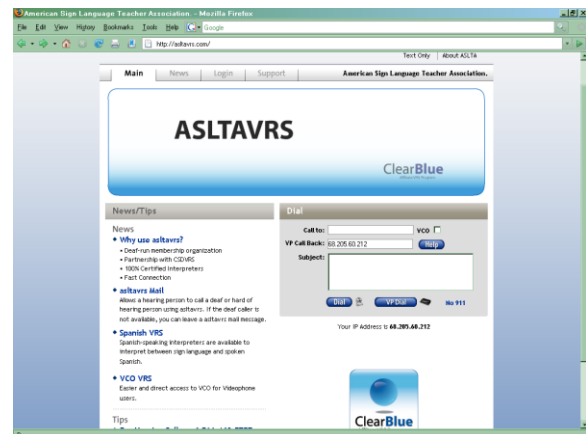 American Sign Language Teacher Association. - Mozilla Firefox
File Edit View History Bookmarks Tools Help Google
http://asltavrs.com/
Text Only | About ASLTA
Main | News | Login | Support American Sign Language Teacher Association.
ASLTAVRS
ClearBlue
News/Tips
News
Why use asltavrs?
• Deaf-run membership organization
• Partnership with CSDVRS
• 100% Certified Interpreters
• Fast Connection
asltavrs Mail
Allows a hearing person to call a deaf or hard of
hearing person using asltavrs. If the deaf caller is
not available, you can leave a asltavrs mail message.
Spanish VRS
Spanish-speaking interpreters are available to
interpret between sign language and spoken
Spanish.
VCO VRS
Easier and direct access to VCO for Videophone
users.
Tips
Dial
Call to: VCO
VP Call Back: 68.205.60.212 Help
Subject:
Dial VP Dial No 911
Your IP Address is 68.205.60.212
ClearBlue